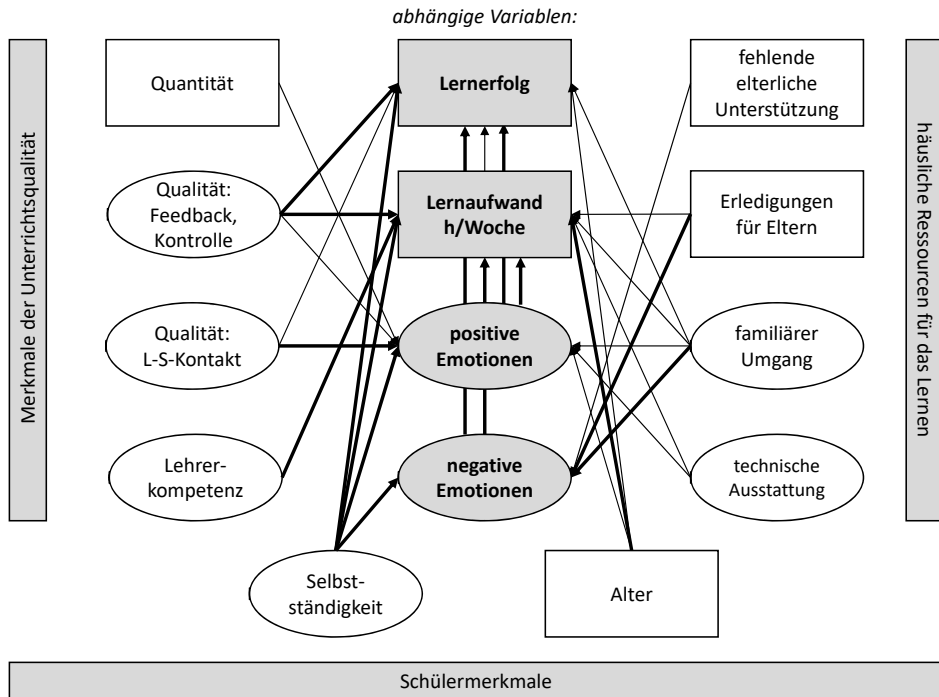 abhängige Variablen:
Merkmale der Unterrichtsqualität
Quantität
Qualität:
Feedback,
Kontrolle
Qualität:
L-S-Kontakt
Lehrer-
kompetenz
Selbst-
ständigkeit
Lernerfolg
Lernaufwand
h/Woche
positive
Emotionen
negative
Emotionen
fehlende
elterliche
Unterstützung
Erledigungen
für Eltern
familiärer
Umgang
technische
Ausstattung
Alter
häusliche Ressourcen für das Lernen
Schülermerkmale